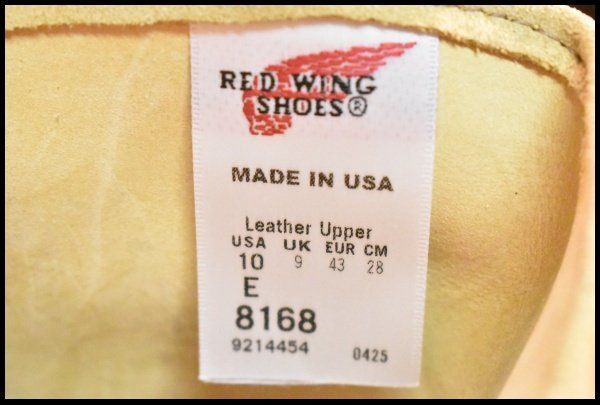 RED WING
SHOES®
MADE IN USA
Leather Upper
USA UK EUR CM
10 9 43 28
E
8168
9214454 0425